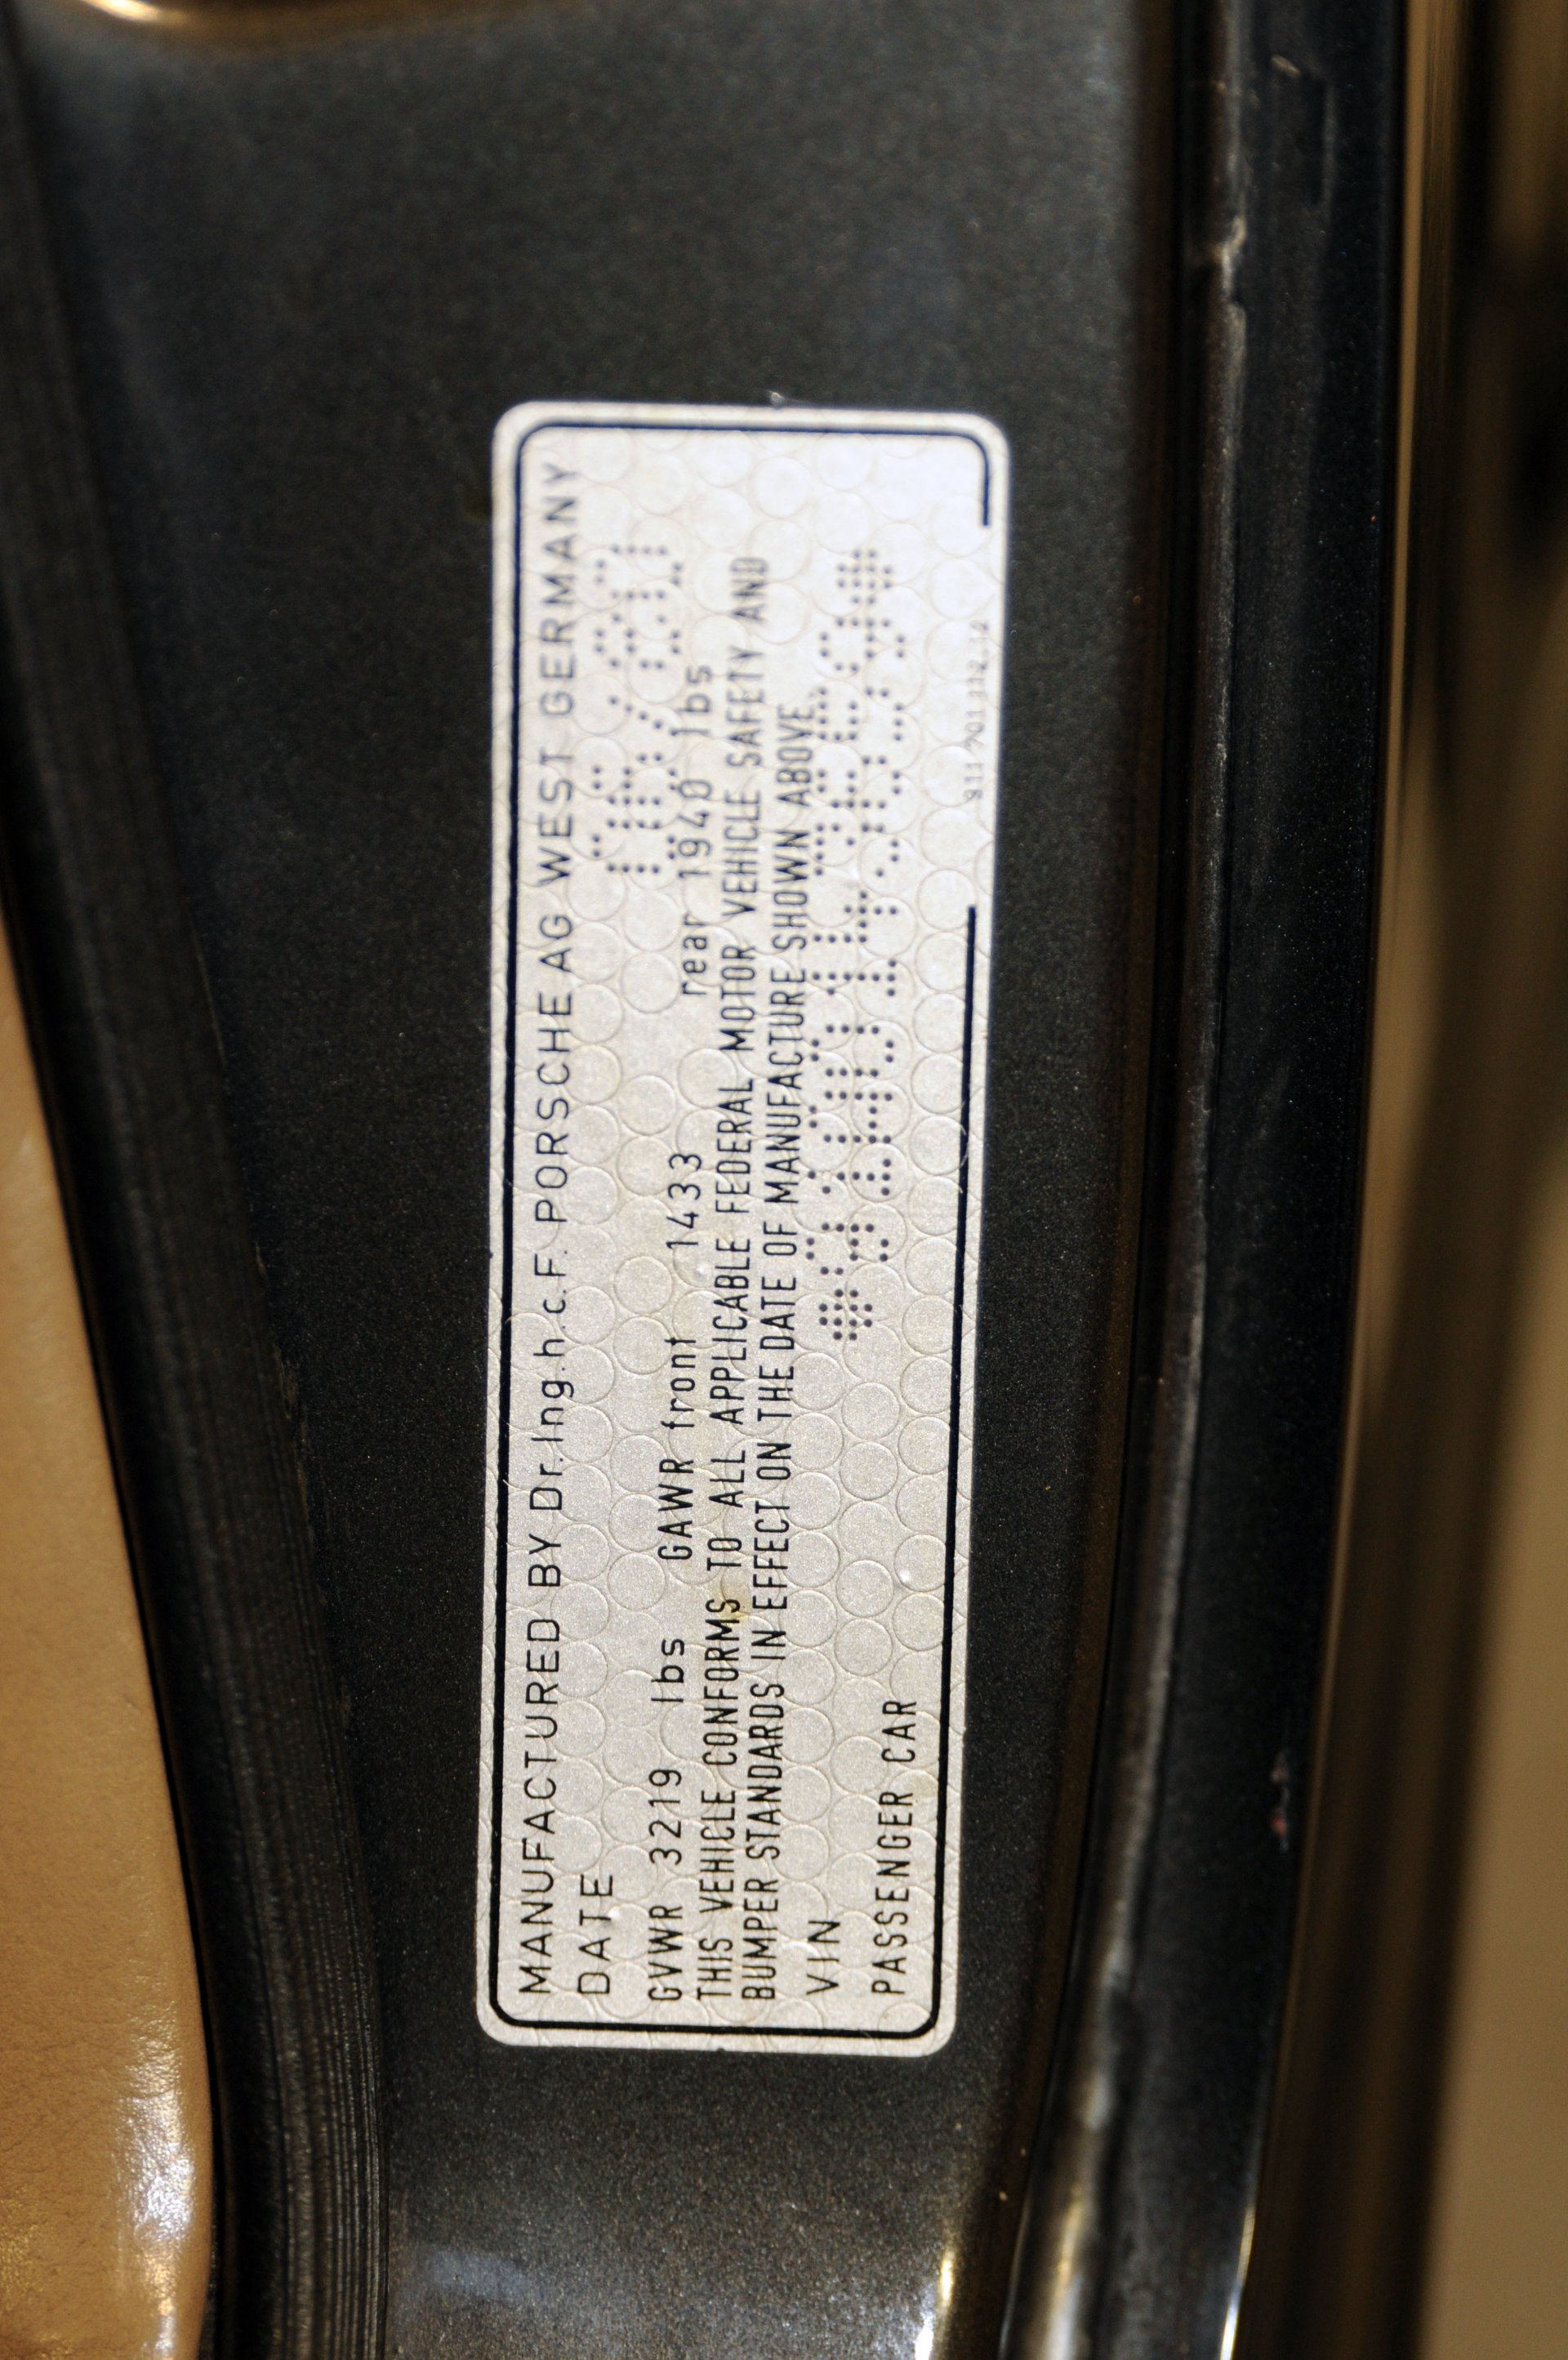 MANUFACTURED BY Dr.Ing.h.c.F. PORSCHE AG WEST GERMANY
DATE
GVWR 3219 lbs GAWR front 1433 rear 1940 lbs
THIS VEHICLE CONFORMS TO ALL APPLICABLE FEDERAL MOTOR VEHICLE SAFETY AND
BUMPER STANDARDS IN EFFECT ON THE DATE OF MANUFACTURE SHOWN ABOVE
VIN
PASSENGER CAR